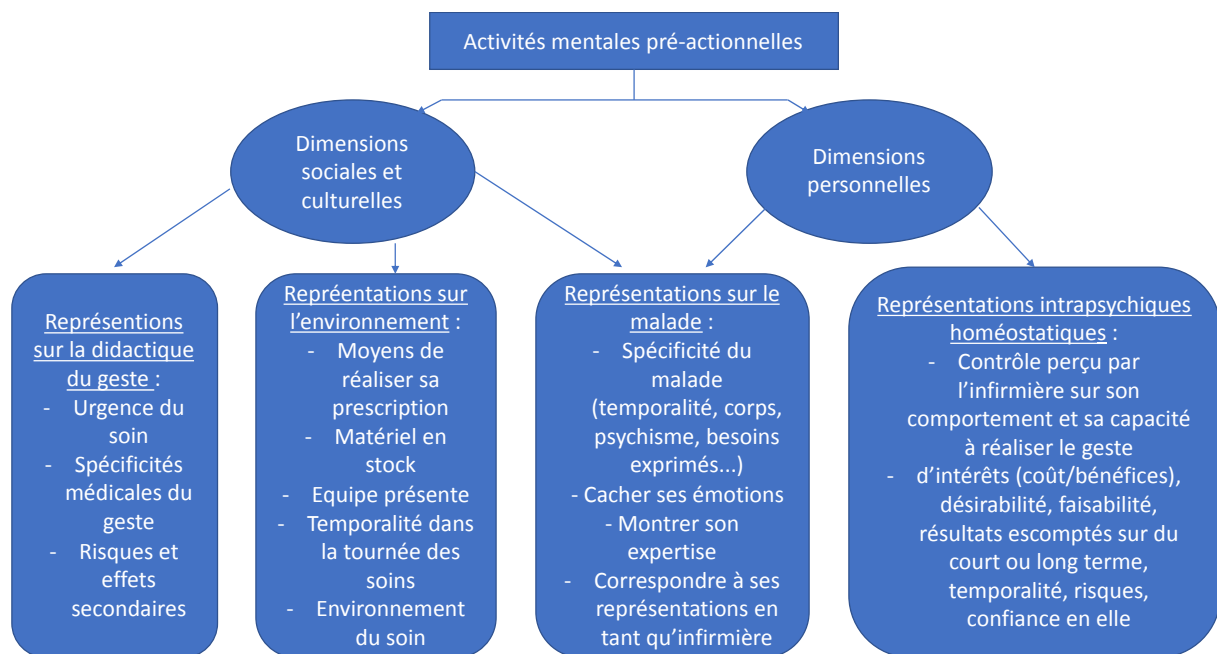 Activités mentales pré-actionnelles
Dimensions
sociales et
culturelles
Dimensions
personnelles
Représentions
sur la didactique
du geste :
- Urgence du
soin
- Spécificités
médicales du
geste
- Risques et
effets
secondaires
Repréentations sur
l'environnement :
- Moyens de
réaliser sa
prescription
- Matériel en
stock
- Equipe présente
- Temporalité dans
la tournée des
soins
- Environnement
du soin
Représentations sur le
malade :
- Spécificité du
malade
(temporalité, corps,
psychisme, besoins
exprimés...)
- Cacher ses émotions
- Montrer son
expertise
- Correspondre à ses
représentations en
tant qu'infirmière
Représentations intrapsychiques
homéostatiques :
- Contrôle perçu par
l'infirmière sur son
comportement et sa capacité
à réaliser le geste
- d'intérêts (coût/bénéfices),
désirabilité, faisabilité,
résultats escomptés sur du
court ou long terme,
temporalité, risques,
confiance en elle